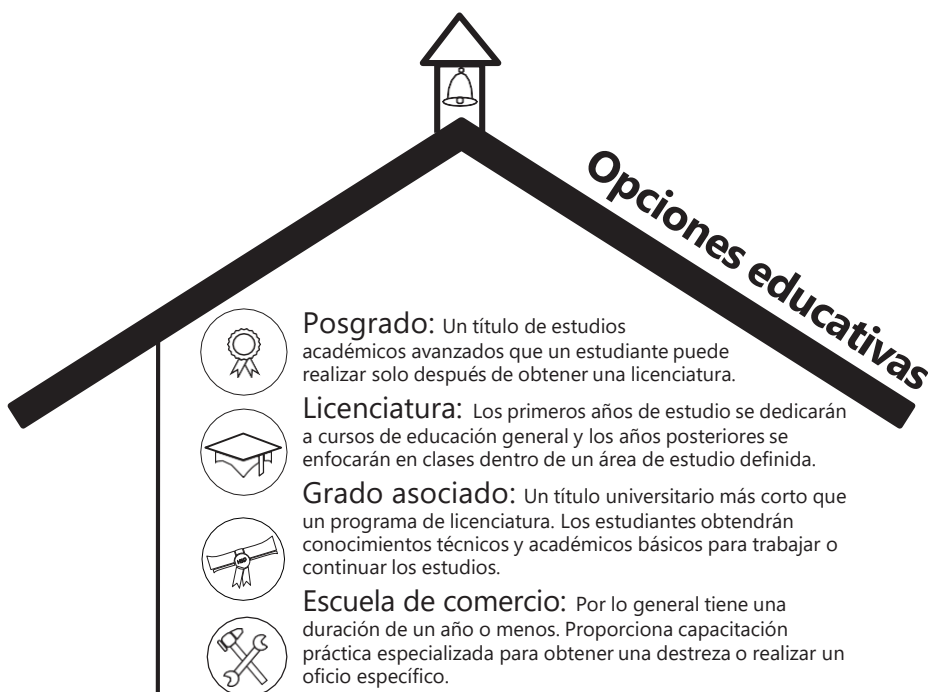 Opciones educativas
Posgrado: Un título de estudios
académicos avanzados que un estudiante puede
realizar solo después de obtener una licenciatura.
Licenciatura: Los primeros años de estudio se dedicarán
a cursos de educación general y los años posteriores se
enfocarán en clases dentro de un área de estudio definida.
Grado asociado: Un título universitario más corto que
un programa de licenciatura. Los estudiantes obtendrán
conocimientos técnicos y académicos básicos para trabajar o
continuar los estudios.
Escuela de comercio: Por lo general tiene una
duración de un año o menos. Proporciona capacitación
práctica especializada para obtener una destreza o realizar un
oficio específico.